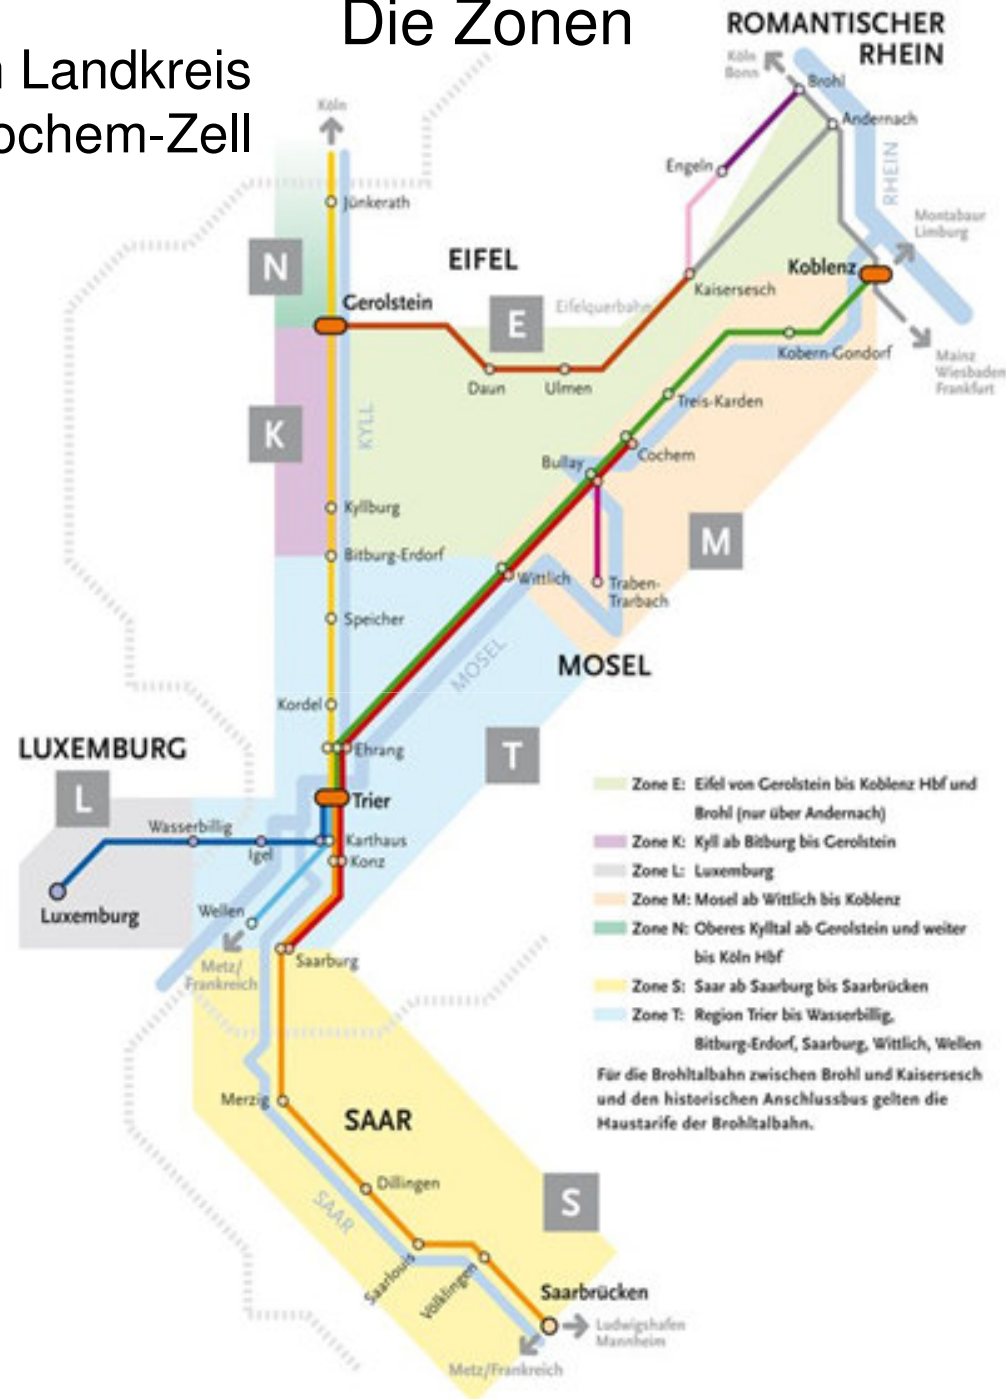 Die Zonen
Landkreis
ochem-Zell
ROMANTISCHER
RHEIN
Köln
Bonn
Brohl
Andernach
Köln
Engeln
RHEIN
Jünkerath
Montabaur
Limburg
N
EIFEL
Koblenz
Kaisersesch
Gerolstein
E
Eifelquerbahn
Kobern-Gondorf
Mainz
Wiesbaden
Frankfurt
Daun
Ulmen
Treis-Karden
K
KYLL
Cochem
Bullay
Kyllburg
M
Bitburg-Erdorf
Wittlich
Traben-
Trarbach
Speicher
MOSEL
MOSEL
Kordel
LUXEMBURG
Ehrang
T
L
Trier
Wasserbillig
Igel
Karthaus
Konz
Luxemburg
Wellen
Metz/
Frankreich
Saarburg
Zone E: Eifel von Gerolstein bis Koblenz Hbf und
Brohl (nur über Andernach)
Zone K: Kyll ab Bitburg bis Gerolstein
Zone L: Luxemburg
Zone M: Mosel ab Wittlich bis Koblenz
Zone N: Oberes Kylltal ab Gerolstein und weiter
bis Köln Hbf
Zone S: Saar ab Saarburg bis Saarbrücken
Zone T: Region Trier bis Wasserbillig,
Bitburg-Erdorf, Saarburg, Wittlich, Wellen
Für die Brohltalbahn zwischen Brohl und Kaisersesch
und den historischen Anschlussbus gelten die
Haustarife der Brohltalbahn.
Merzig
SAAR
Dillingen
SAAR
S
Saarlouis
Völklingen
Saarbrücken
Ludwigshafen
Mannheim
Metz/Frankreich